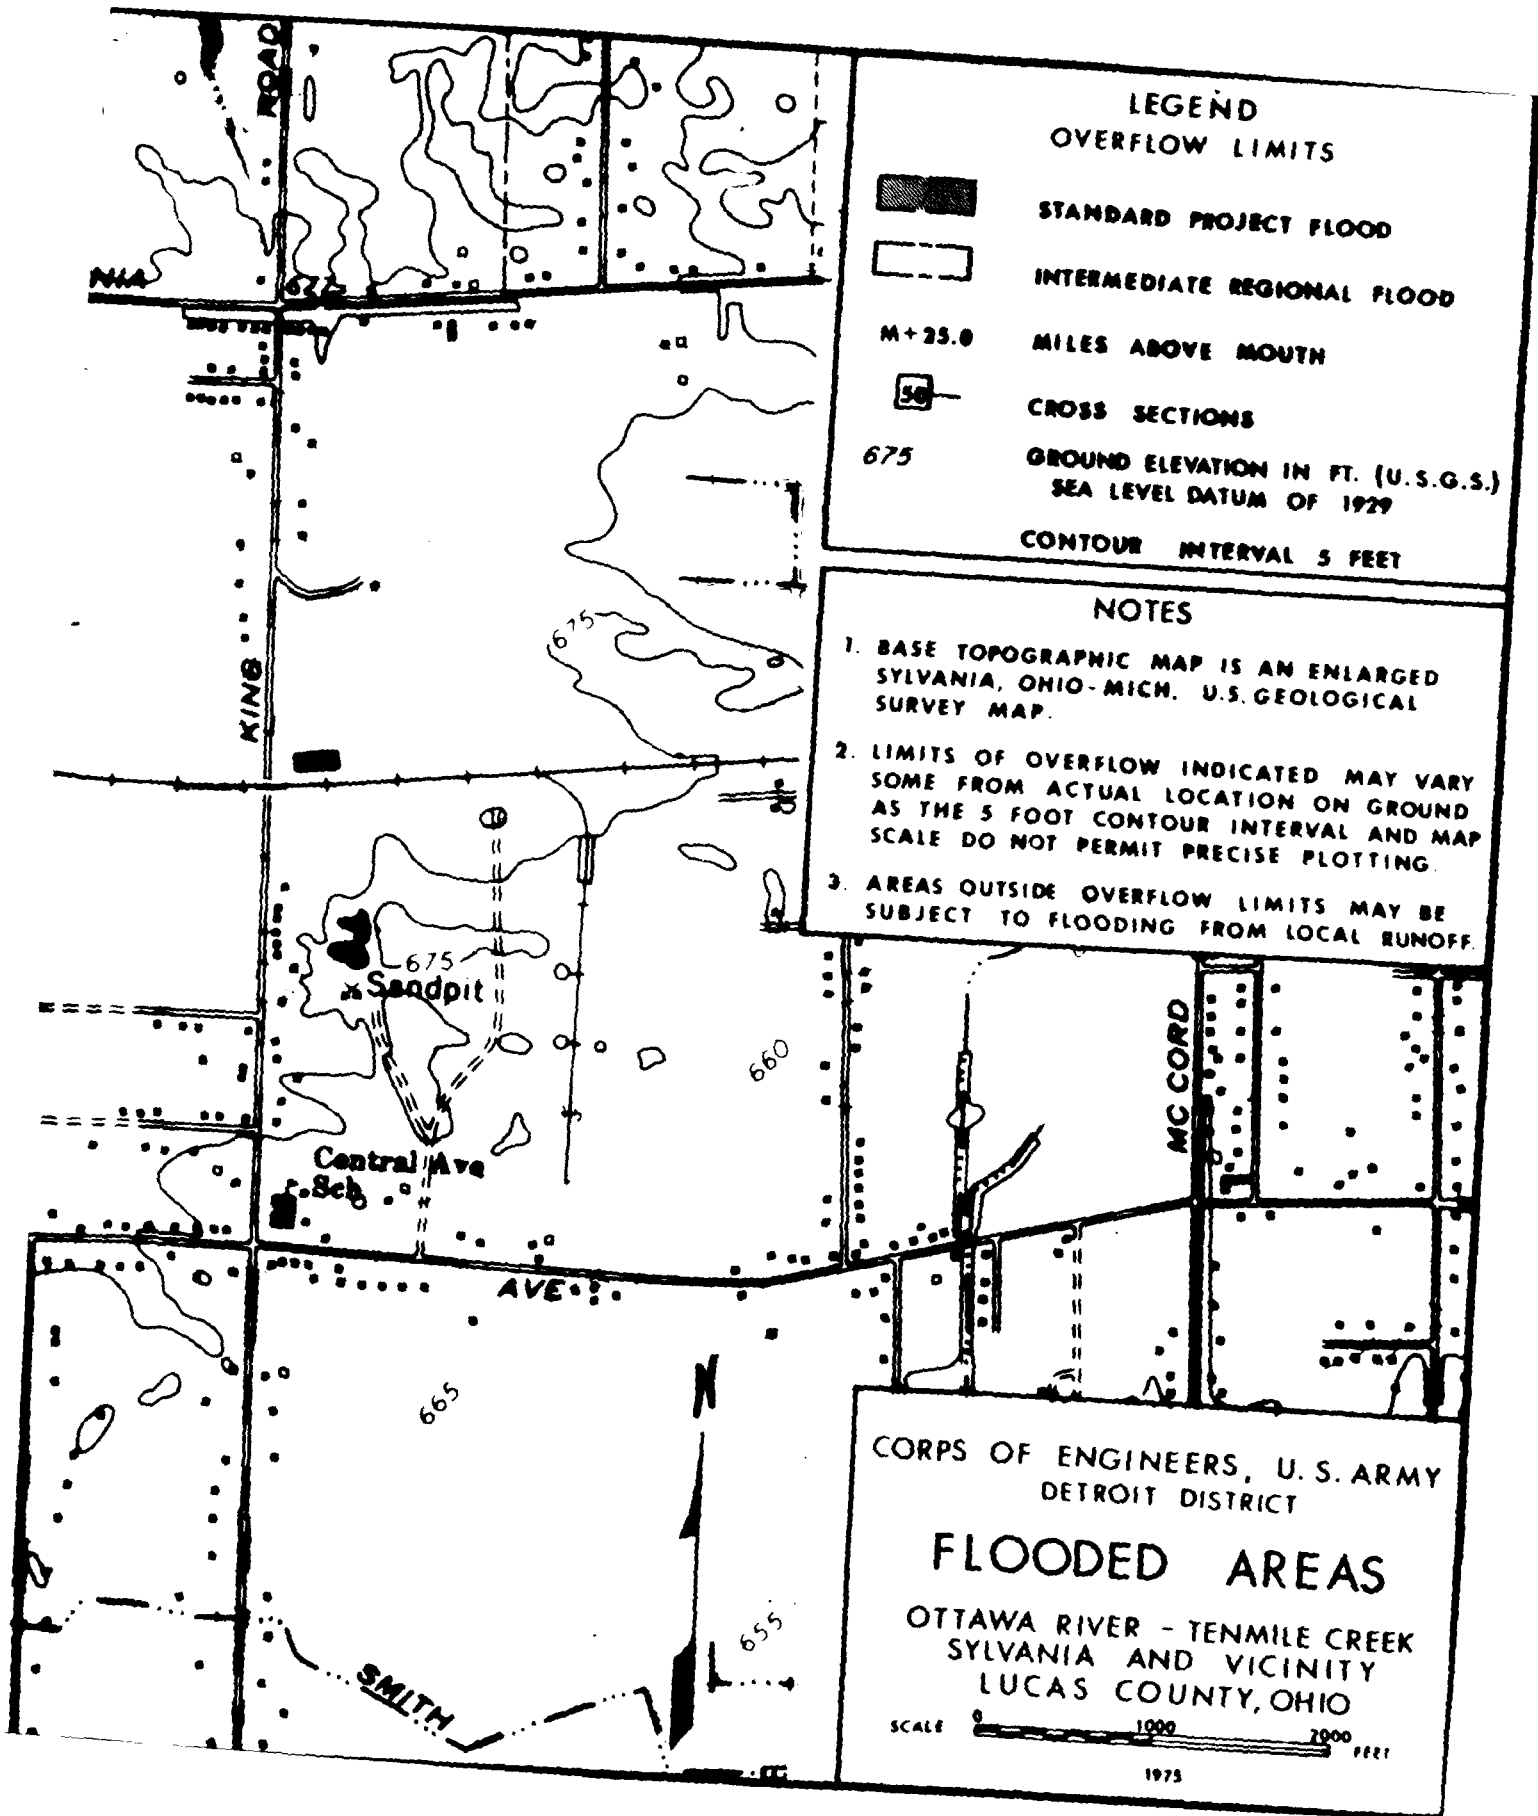 ROAD
NIA
677
KING
675
675
Sandpit
660
MC CORD
Central Ave
Sch
AVE
665
N
655
SMITH
LEGEND
OVERFLOW LIMITS
STANDARD PROJECT FLOOD
INTERMEDIATE REGIONAL FLOOD
M+25.0 MILES ABOVE MOUTH
50 CROSS SECTIONS
675 GROUND ELEVATION IN FT. (U.S.G.S.)
SEA LEVEL DATUM OF 1929
CONTOUR INTERVAL 5 FEET
NOTES
1. BASE TOPOGRAPHIC MAP IS AN ENLARGED
SYLVANIA, OHIO-MICH. U.S. GEOLOGICAL
SURVEY MAP.
2. LIMITS OF OVERFLOW INDICATED MAY VARY
SOME FROM ACTUAL LOCATION ON GROUND
AS THE 5 FOOT CONTOUR INTERVAL AND MAP
SCALE DO NOT PERMIT PRECISE PLOTTING.
3. AREAS OUTSIDE OVERFLOW LIMITS MAY BE
SUBJECT TO FLOODING FROM LOCAL RUNOFF.
CORPS OF ENGINEERS, U.S. ARMY
DETROIT DISTRICT
FLOODED AREAS
OTTAWA RIVER - TENMILE CREEK
SYLVANIA AND VICINITY
LUCAS COUNTY, OHIO
SCALE 0 1000 2000 FEET
1975